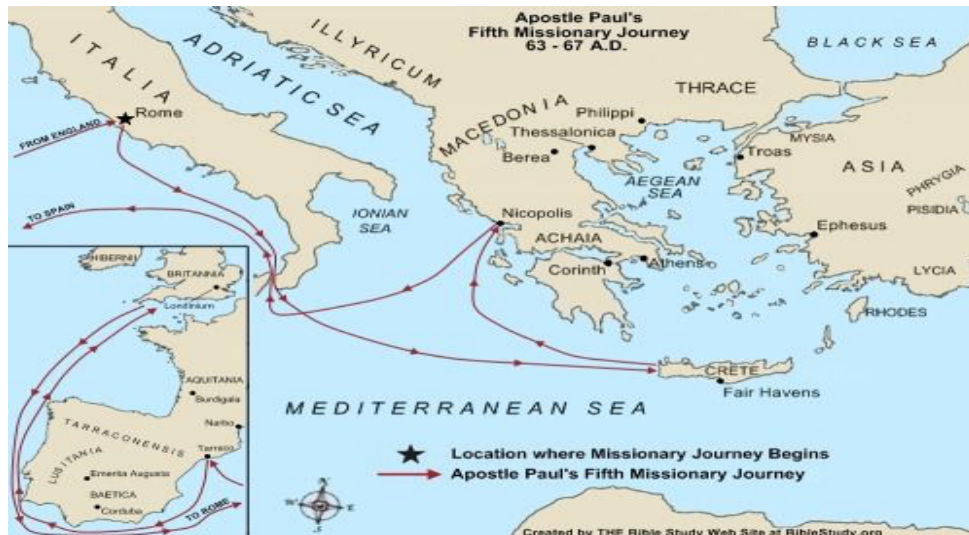 Apostle Paul's
Fifth Missionary Journey
63 - 67 A.D.
BLACK SEA
ILLYRICUM
ITALIA
ADRIATIC SEA
THRACE
MACEDONIA
Philippi
Rome
Thessalonica
MYSIA
FROM ENGLAND
Berea
Troas
ASIA
AEGEAN
SEA
PHRYGIA
TO SPAIN
IONIAN
SEA
Nicopolis
PISIDIA
ACHAIA
Ephesus
HIBERNI
Corinth
Athens
BRITANNIA
LYCIA
Londinium
RHODES
CRETE
AQUITANIA
Fair Havens
Burdigala
MEDITERRANEAN SEA
Narbo
TARRACONENSIS
Location where Missionary Journey Begins
LUSITANIA
Apostle Paul's Fifth Missionary Journey
Emerita Augusta
BAETICA
TO ROME
N
W
E
S
Corduba
Created by THE Bible Study Web Site at BibleStudy.org